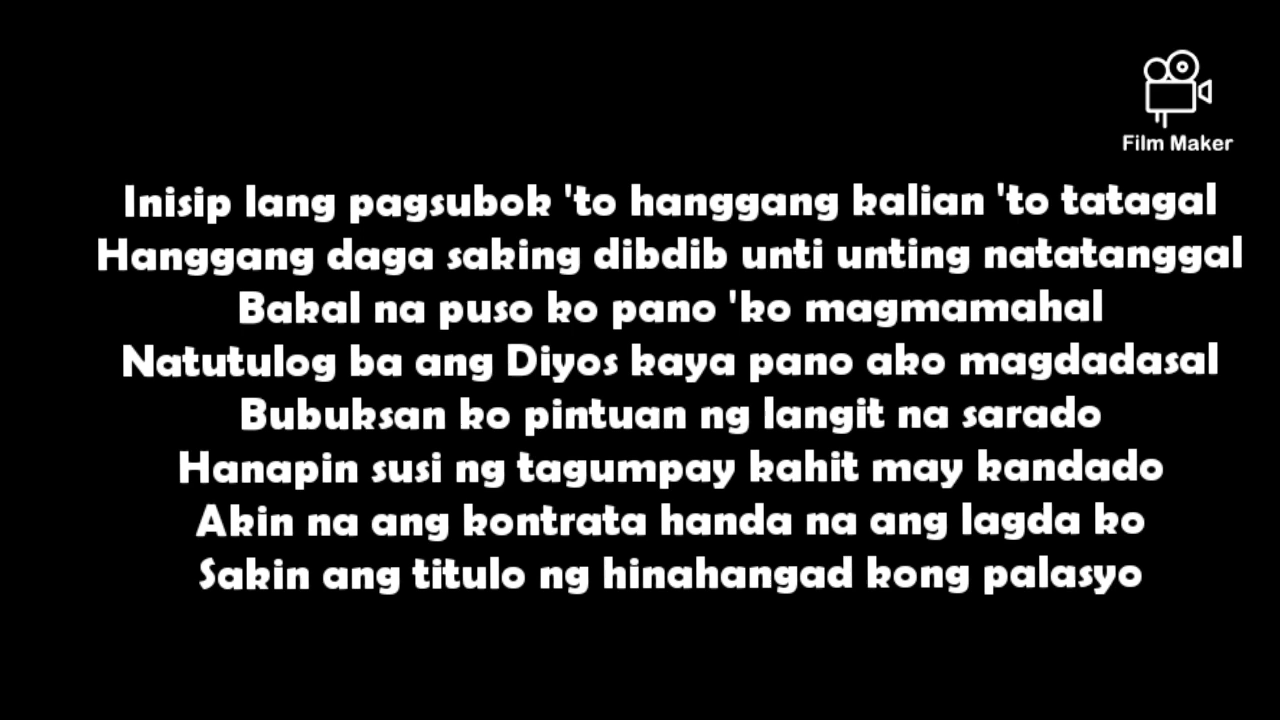 Film Maker
Inisip lang pagsubok 'to hanggang kalian 'to tatagal
Hanggang daga saking dibdib unti unting natatanggal
Bakal na puso ko pano 'ko magmamahal
Natutulog ba ang Diyos kaya pano ako magdadasal
Bubuksan ko pintuan ng langit na sarado
Hanapin susi ng tagumpay kahit may kandado
Akin na ang kontrata handa na ang lagda ko
Sakin ang titulo ng hinahangad kong palasyo